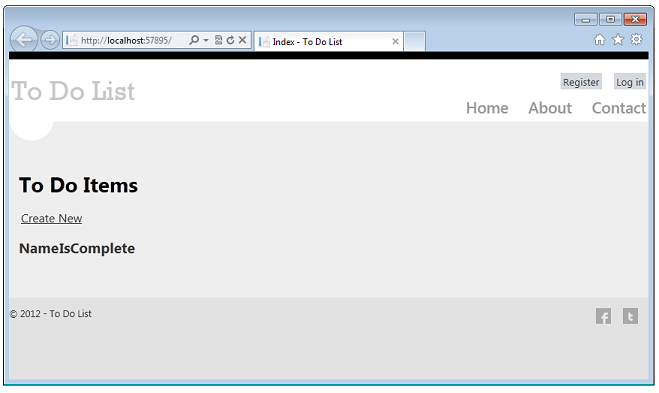 http://localhost:57895/
Index - To Do List
To Do List
Register Log in
Home About Contact
To Do Items
Create New
NameIsComplete
© 2012 - To Do List